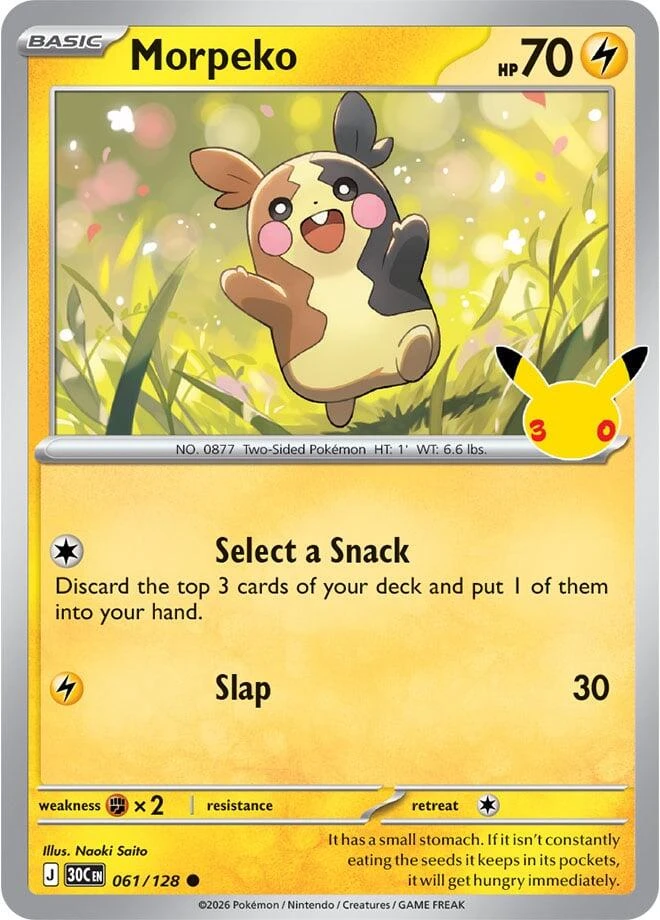 BASIC
Morpeko
HP 70
30
NO. 0877 Two-Sided Pokémon HT: 1' WT: 6.6 lbs.
Select a Snack
Discard the top 3 cards of your deck and put 1 of them
into your hand.
Slap 30
weakness ×2 resistance retreat
Illus. Naoki Saito
J 30C EN 061/128
It has a small stomach. If it isn't constantly
eating the seeds it keeps in its pockets,
it will get hungry immediately.
©2026 Pokémon / Nintendo / Creatures / GAME FREAK